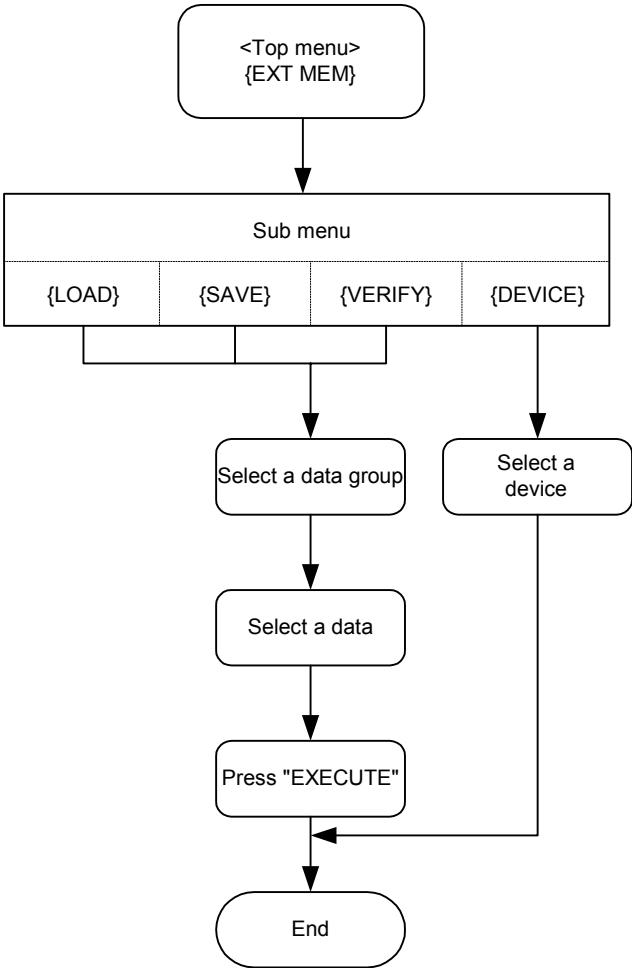 <Top menu>
{EXT MEM}
Sub menu
{LOAD} {SAVE} {VERIFY} {DEVICE}
Select a data group
Select a
device
Select a data
Press "EXECUTE"
End